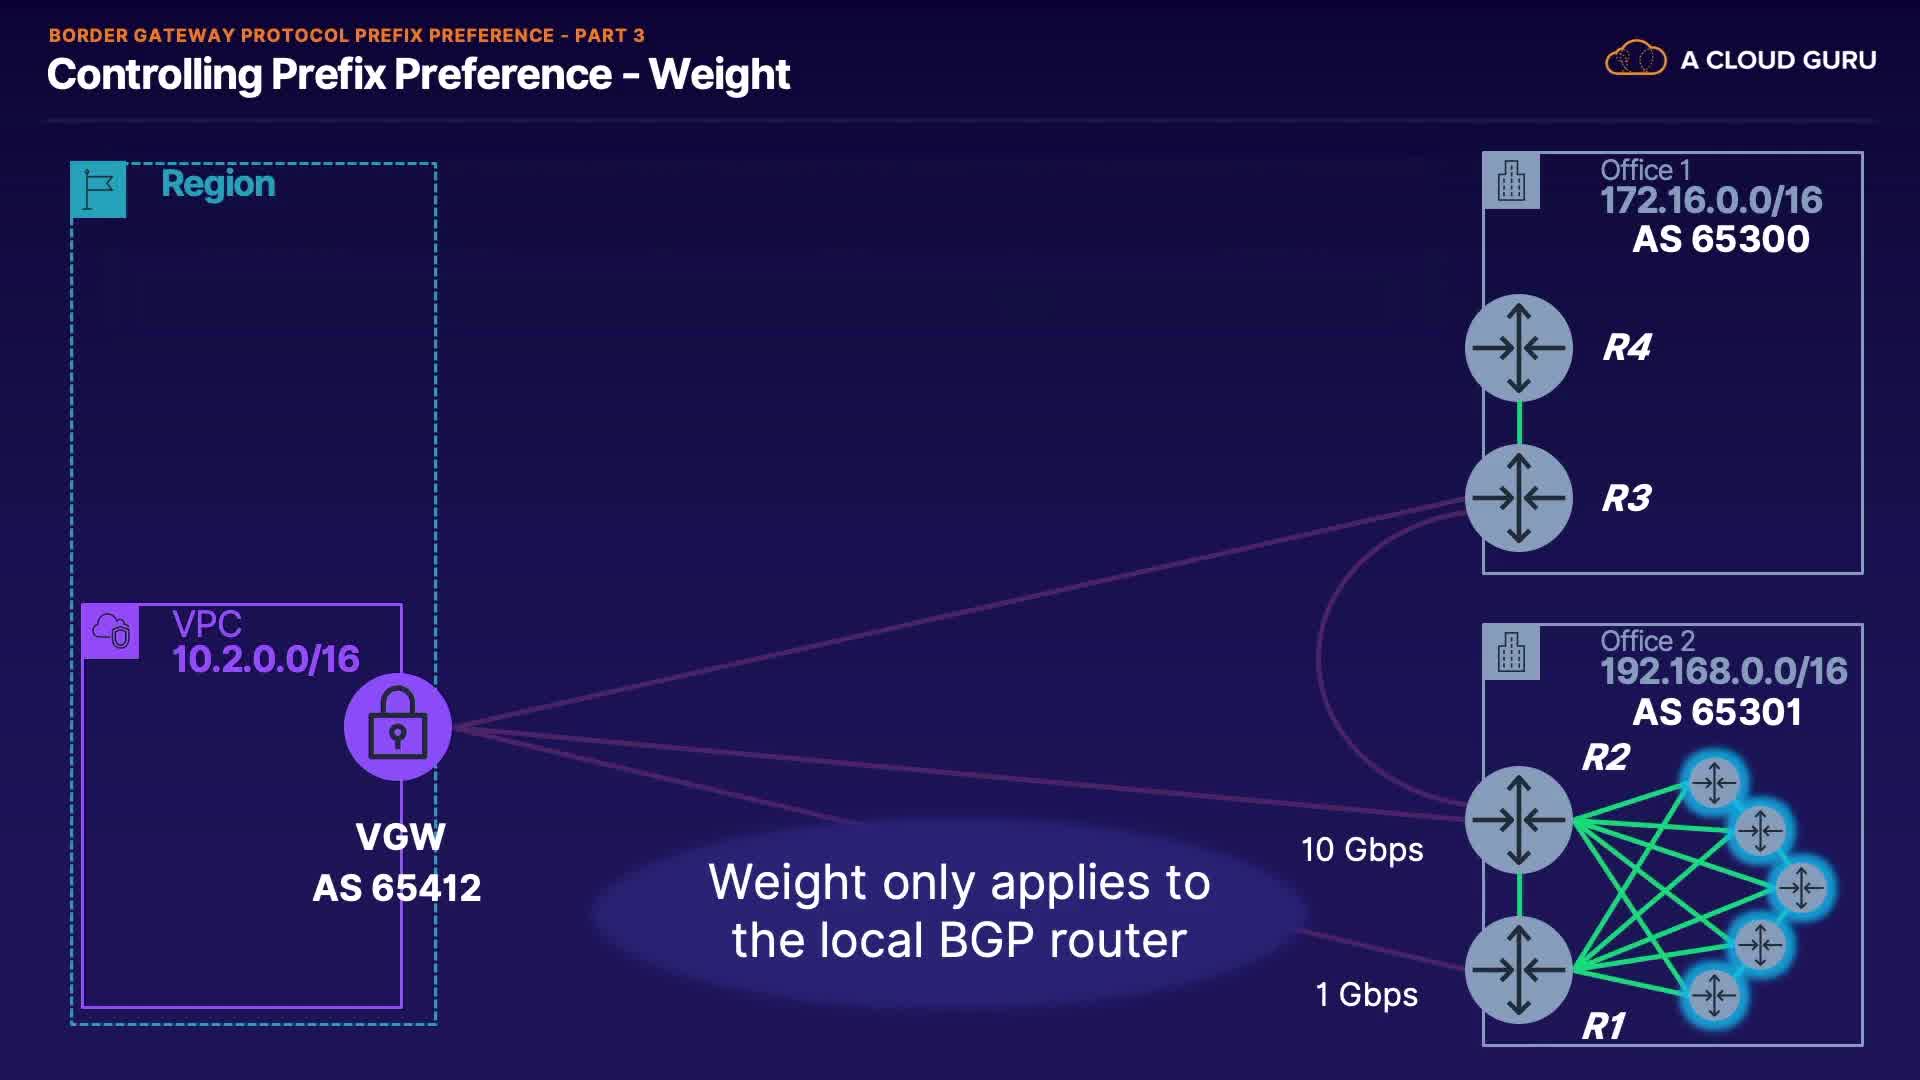 BORDER GATEWAY PROTOCOL PREFIX PREFERENCE - PART 3
Controlling Prefix Preference - Weight
A CLOUD GURU
Region
VPC
10.2.0.0/16
VGW
AS 65412
Office 1
172.16.0.0/16
AS 65300
R4
R3
Office 2
192.168.0.0/16
AS 65301
R2
10 Gbps
1 Gbps
R1
Weight only applies to
the local BGP router